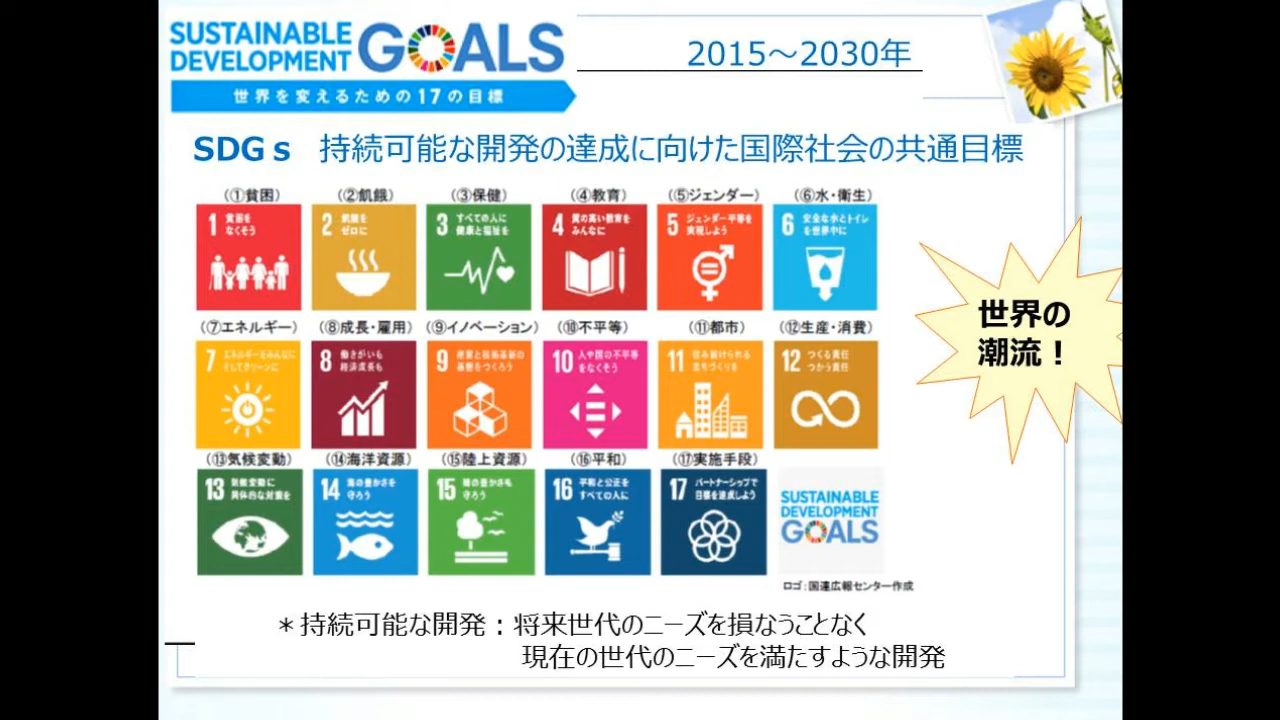 SUSTAINABLE
DEVELOPMENT
GOALS
世界を変えるための17の目標
2015～2030年
SDGｓ 持続可能な開発の達成に向けた国際社会の共通目標
(①貧困) (②飢餓) (③保健) (④教育) (⑤ジェンダー) (⑥水・衛生)
1 貧困を
なくそう
2 飢餓を
ゼロに
3 すべての人に
健康と福祉を
4 質の高い教育を
みんなに
5 ジェンダー平等を
実現しよう
6 安全な水とトイレ
を世界中に
(⑦エネルギー) (⑧成長・雇用) (⑨イノベーション) (⑩不平等) (⑪都市) (⑫生産・消費)
7 エネルギーをみんなに
そしてクリーンに
8 働きがいも
経済成長も
9 産業と技術革新の
基盤をつくろう
10 人や国の不平等
をなくそう
11 住み続けられる
まちづくりを
12 つくる責任
つかう責任
(⑬気候変動) (⑭海洋資源) (⑮陸上資源) (⑯平和) (⑰実施手段)
13 気候変動に
具体的な対策を
14 海の豊かさを
守ろう
15 陸の豊かさも
守ろう
16 平和と公正を
すべての人に
17 パートナーシップで
目標を達成しよう
SUSTAINABLE
DEVELOPMENT
GOALS
ロゴ：国連広報センター作成
世界の
潮流！
＊持続可能な開発：将来世代のニーズを損なうことなく
現在の世代のニーズを満たすような開発